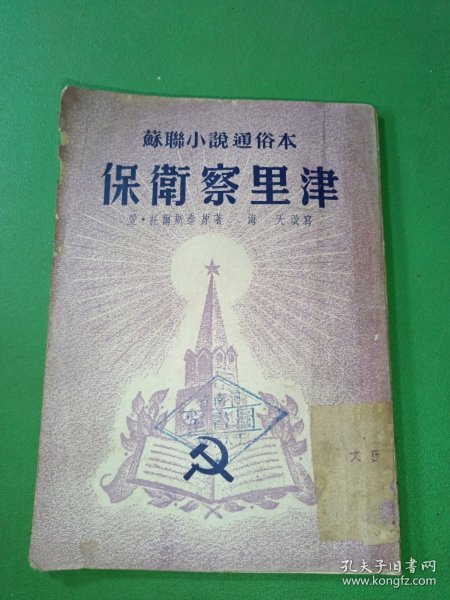 蘇聯小說通俗本
保衛察里津
愛·托爾斯泰原著 海天改寫
文
孔夫子旧书网
www.kongfz.com